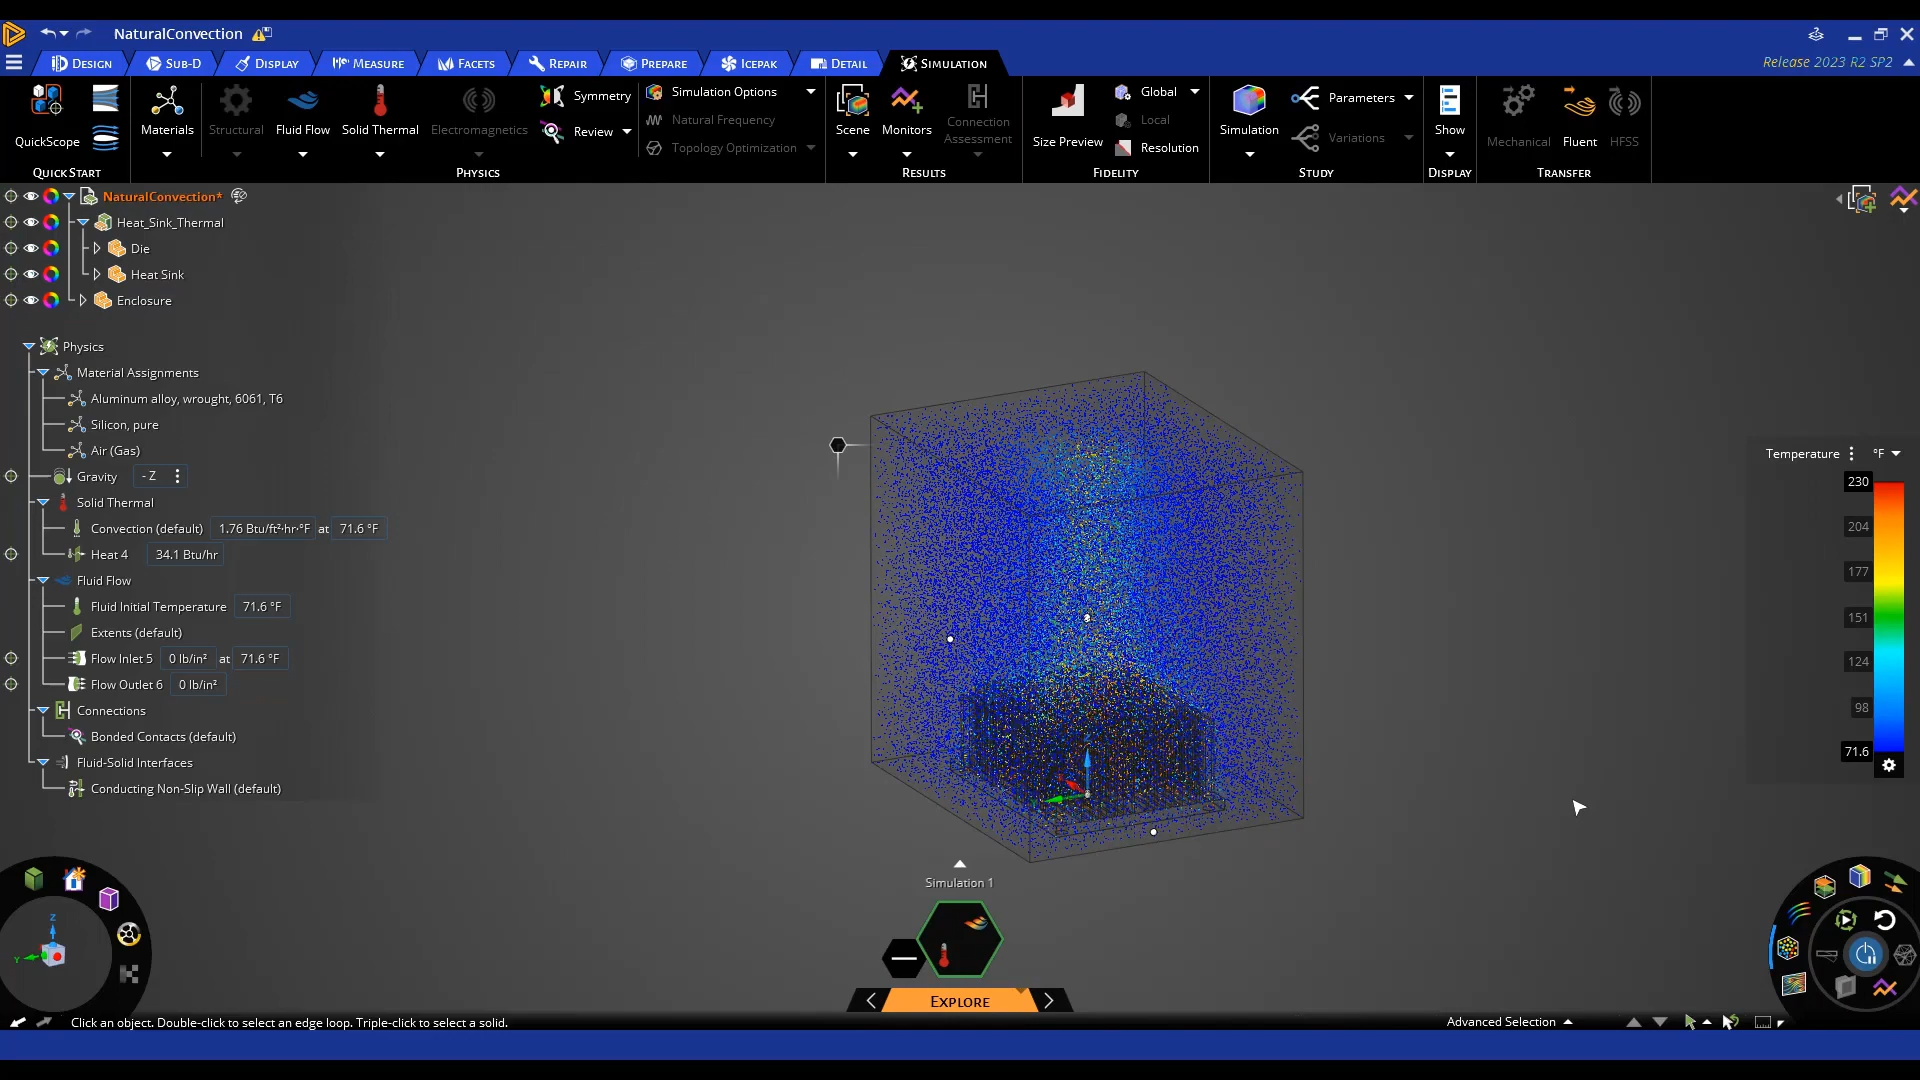 NaturalConvection
Release 2023 R2 SP2
DESIGN SUB-D DISPLAY MEASURE FACETS REPAIR PREPARE ICEPAK DETAIL SIMULATION
QuickScope
QUICK START
Materials
Structural
Fluid Flow
Solid Thermal
Electromagnetics
Symmetry
Review
PHYSICS
Simulation Options
Natural Frequency
Topology Optimization
Scene
Monitors
Connection
Assessment
RESULTS
Size Preview
Global
Local
Resolution
FIDELITY
Simulation
Parameters
Variations
STUDY
Show
DISPLAY
Mechanical
Fluent
HFSS
TRANSFER
NaturalConvection*
Heat_Sink_Thermal
Die
Heat Sink
Enclosure
Physics
Material Assignments
Aluminum alloy, wrought, 6061, T6
Silicon, pure
Air (Gas)
Gravity - Z
Solid Thermal
Convection (default) 1.76 Btu/ft²·hr·°F at 71.6 °F
Heat 4 34.1 Btu/hr
Fluid Flow
Fluid Initial Temperature 71.6 °F
Extents (default)
Flow Inlet 5 0 lb/in² at 71.6 °F
Flow Outlet 6 0 lb/in²
Connections
Bonded Contacts (default)
Fluid-Solid Interfaces
Conducting Non-Slip Wall (default)
Temperature °F
230
204
177
151
124
98
71.6
Z
Y
Simulation 1
EXPLORE
Click an object. Double-click to select an edge loop. Triple-click to select a solid.
Advanced Selection